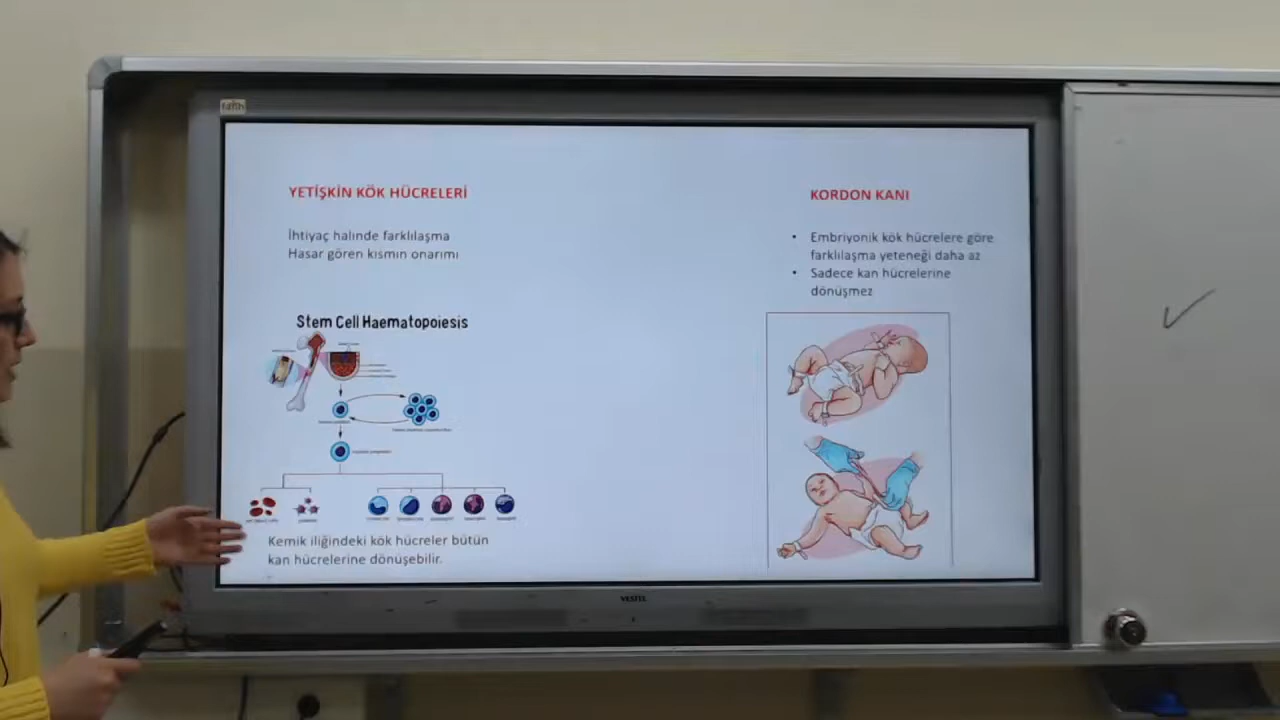 fatih
YETİŞKİN KÖK HÜCRELERİ
İhtiyaç halinde farklılaşma
Hasar gören kısmın onarımı
Stem Cell Haematopoiesis
Kemik iliğindeki kök hücreler bütün
kan hücrelerine dönüşebilir.
KORDON KANI
• Embriyonik kök hücrelere göre
farklılaşma yeteneği daha az
• Sadece kan hücrelerine
dönüşmez
VESTEL